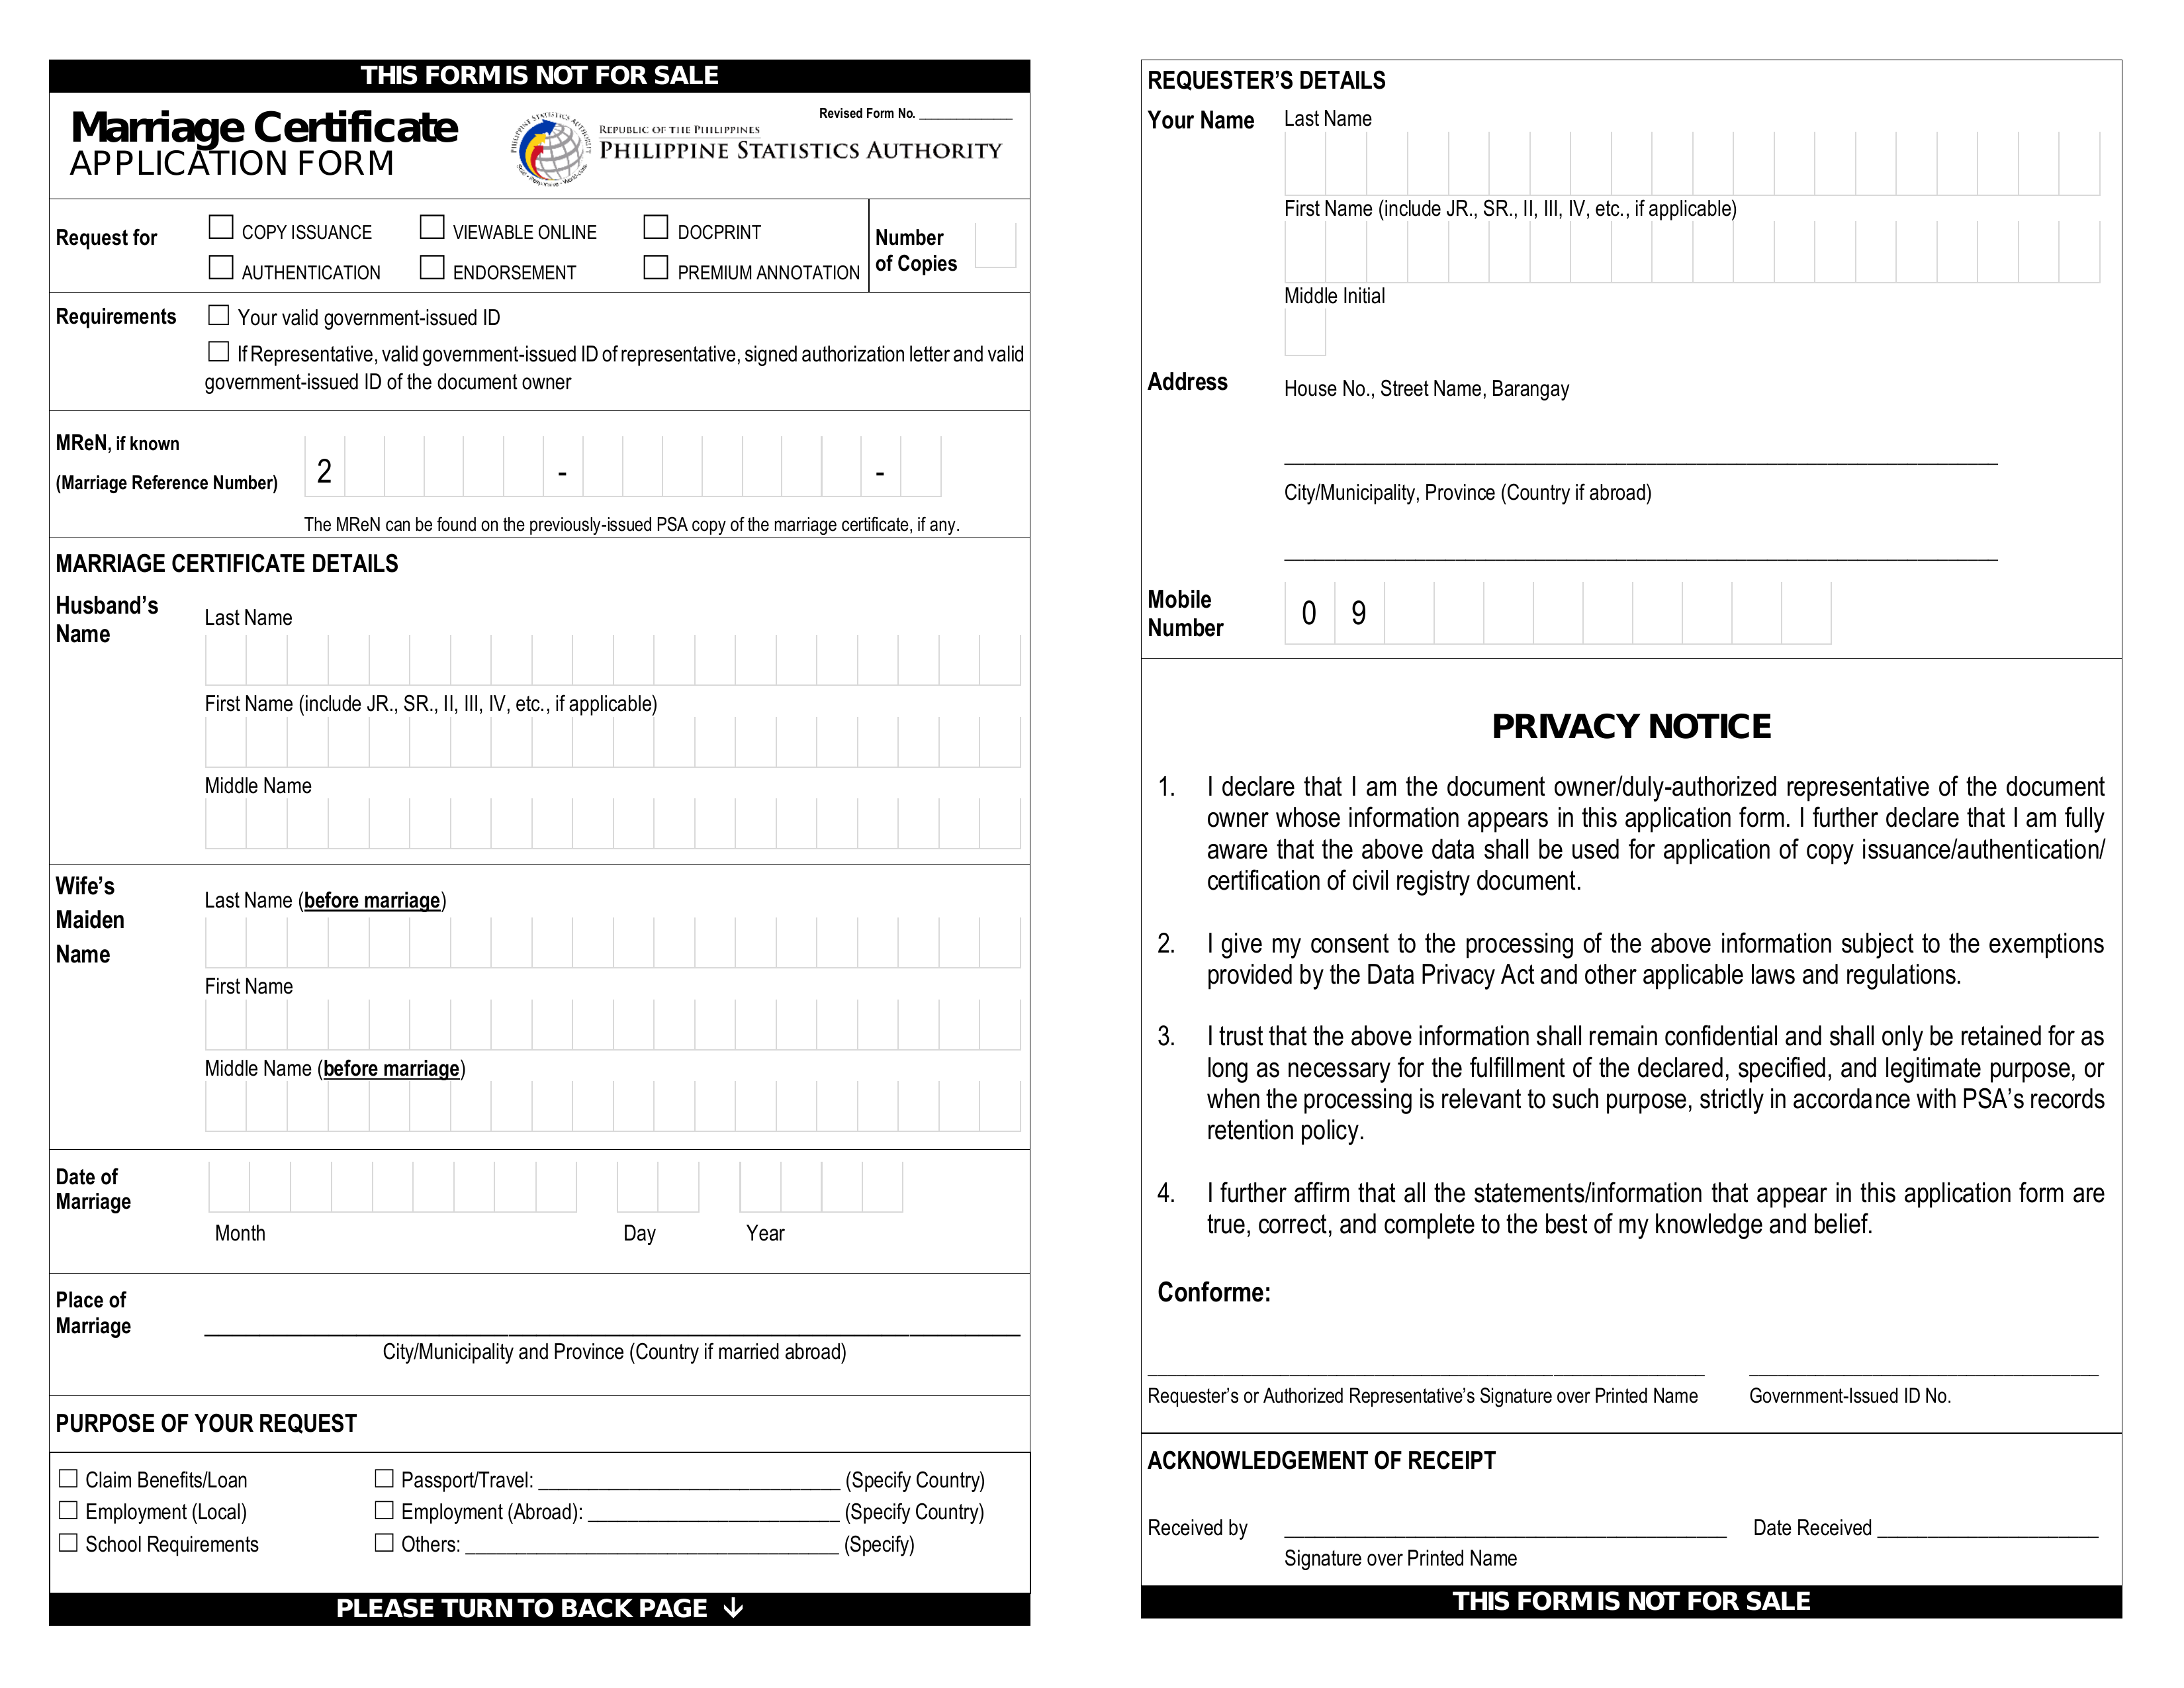 THIS FORM IS NOT FOR SALE
Marriage Certificate
APPLICATION FORM
Revised Form No. ______________
REPUBLIC OF THE PHILIPPINES
PHILIPPINE STATISTICS AUTHORITY
Request for
☐ COPY ISSUANCE ☐ VIEWABLE ONLINE ☐ DOCPRINT
☐ AUTHENTICATION ☐ ENDORSEMENT ☐ PREMIUM ANNOTATION
Number
of Copies
Requirements
☐ Your valid government-issued ID
☐ If Representative, valid government-issued ID of representative, signed authorization letter and valid
government-issued ID of the document owner
MReN, if known
(Marriage Reference Number)
2 - -
The MReN can be found on the previously-issued PSA copy of the marriage certificate, if any.
MARRIAGE CERTIFICATE DETAILS
Husband’s
Name
Last Name
First Name (include JR., SR., II, III, IV, etc., if applicable)
Middle Name
Wife’s
Maiden
Name
Last Name (before marriage)
First Name
Middle Name (before marriage)
Date of
Marriage
Month Day Year
Place of
Marriage
City/Municipality and Province (Country if married abroad)
PURPOSE OF YOUR REQUEST
☐ Claim Benefits/Loan ☐ Passport/Travel: ______________ (Specify Country)
☐ Employment (Local) ☐ Employment (Abroad): ______________ (Specify Country)
☐ School Requirements ☐ Others: ______________ (Specify)
PLEASE TURN TO BACK PAGE ↓
REQUESTER’S DETAILS
Your Name
Last Name
First Name (include JR., SR., II, III, IV, etc., if applicable)
Middle Initial
Address
House No., Street Name, Barangay
City/Municipality, Province (Country if abroad)
Mobile
Number
0 9
PRIVACY NOTICE
1. I declare that I am the document owner/duly-authorized representative of the document
owner whose information appears in this application form. I further declare that I am fully
aware that the above data shall be used for application of copy issuance/authentication/
certification of civil registry document.
2. I give my consent to the processing of the above information subject to the exemptions
provided by the Data Privacy Act and other applicable laws and regulations.
3. I trust that the above information shall remain confidential and shall only be retained for as
long as necessary for the fulfillment of the declared, specified, and legitimate purpose, or
when the processing is relevant to such purpose, strictly in accordance with PSA’s records
retention policy.
4. I further affirm that all the statements/information that appear in this application form are
true, correct, and complete to the best of my knowledge and belief.
Conforme:
Requester’s or Authorized Representative’s Signature over Printed Name
Government-Issued ID No.
ACKNOWLEDGEMENT OF RECEIPT
Received by ______________ Date Received ______________
Signature over Printed Name
THIS FORM IS NOT FOR SALE